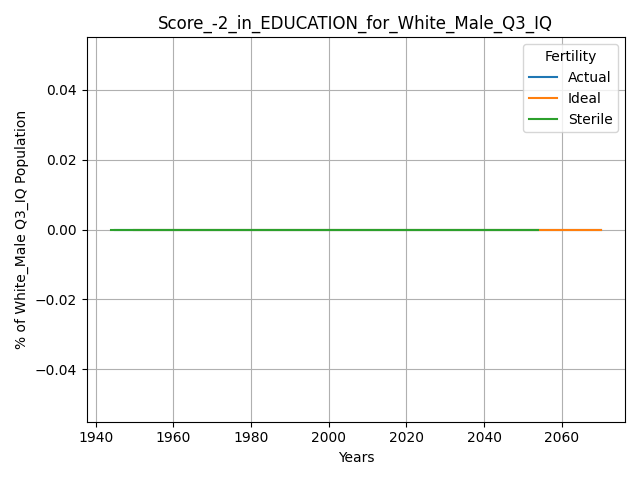 Score_-2_in_EDUCATION_for_White_Male_Q3_IQ
Fertility
Actual
Ideal
Sterile
% of White_Male Q3_IQ Population
0.04
0.02
0.00
−0.02
−0.04
1940 1960 1980 2000 2020 2040 2060
Years